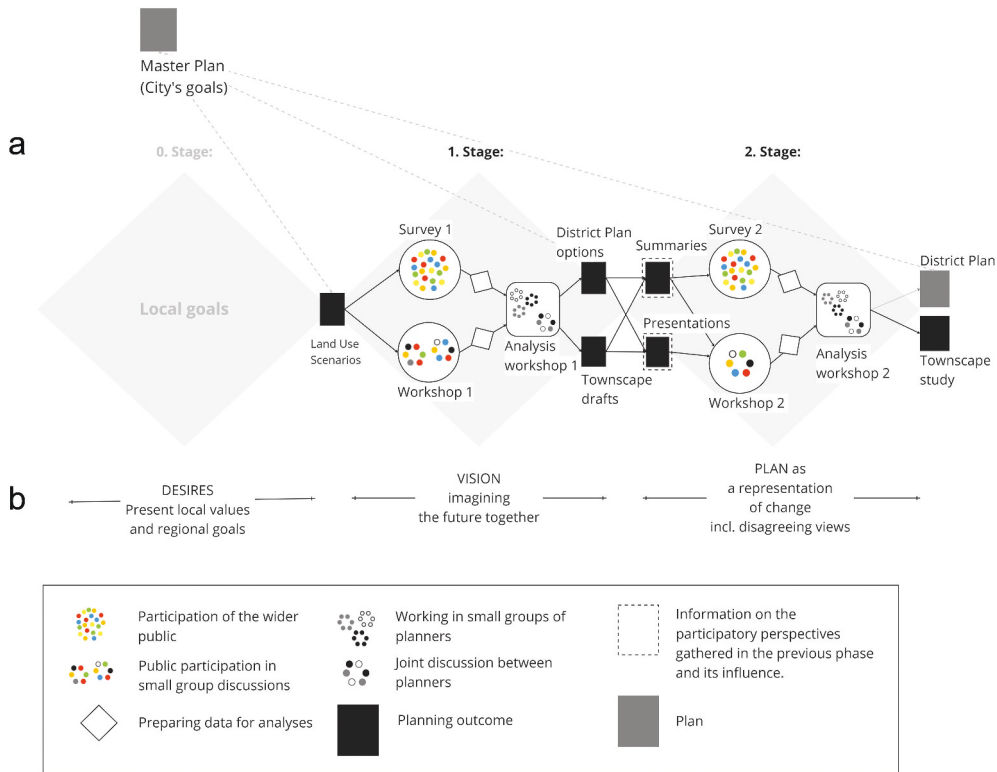 Master Plan
(City's goals)
a
0. Stage:
1. Stage:
2. Stage:
Survey 1
District Plan
options
Summaries
Survey 2
District Plan
Local goals
Land Use
Scenarios
Presentations
Analysis
workshop 1
Analysis
workshop 2
Townscape
study
Workshop 1
Townscape
drafts
Workshop 2
b
DESIRES
Present local values
and regional goals
VISION
imagining
the future together
PLAN as
a representation
of change
incl. disagreeing views
Participation of the wider
public
Working in small groups of
planners
Information on the
participatory perspectives
gathered in the previous phase
and its influence.
Public participation in
small group discussions
Joint discussion between
planners
Preparing data for analyses
Planning outcome
Plan